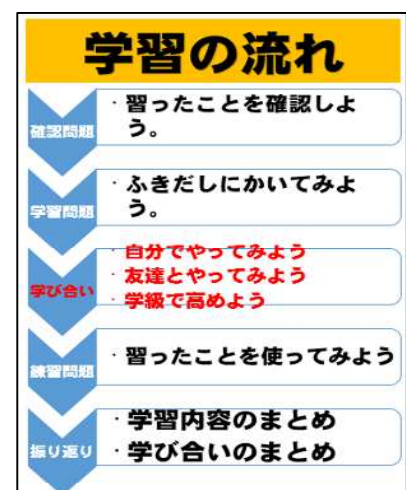 学習の流れ
確認問題
・習ったことを確認しよ
う。
学習問題
・ふきだしにかいてみよ
う。
学び合い
・自分でやってみよう
・友達とやってみよう
・学級で高めよう
練習問題
・習ったことを使ってみよう
振り返り
・学習内容のまとめ
・学び合いのまとめ